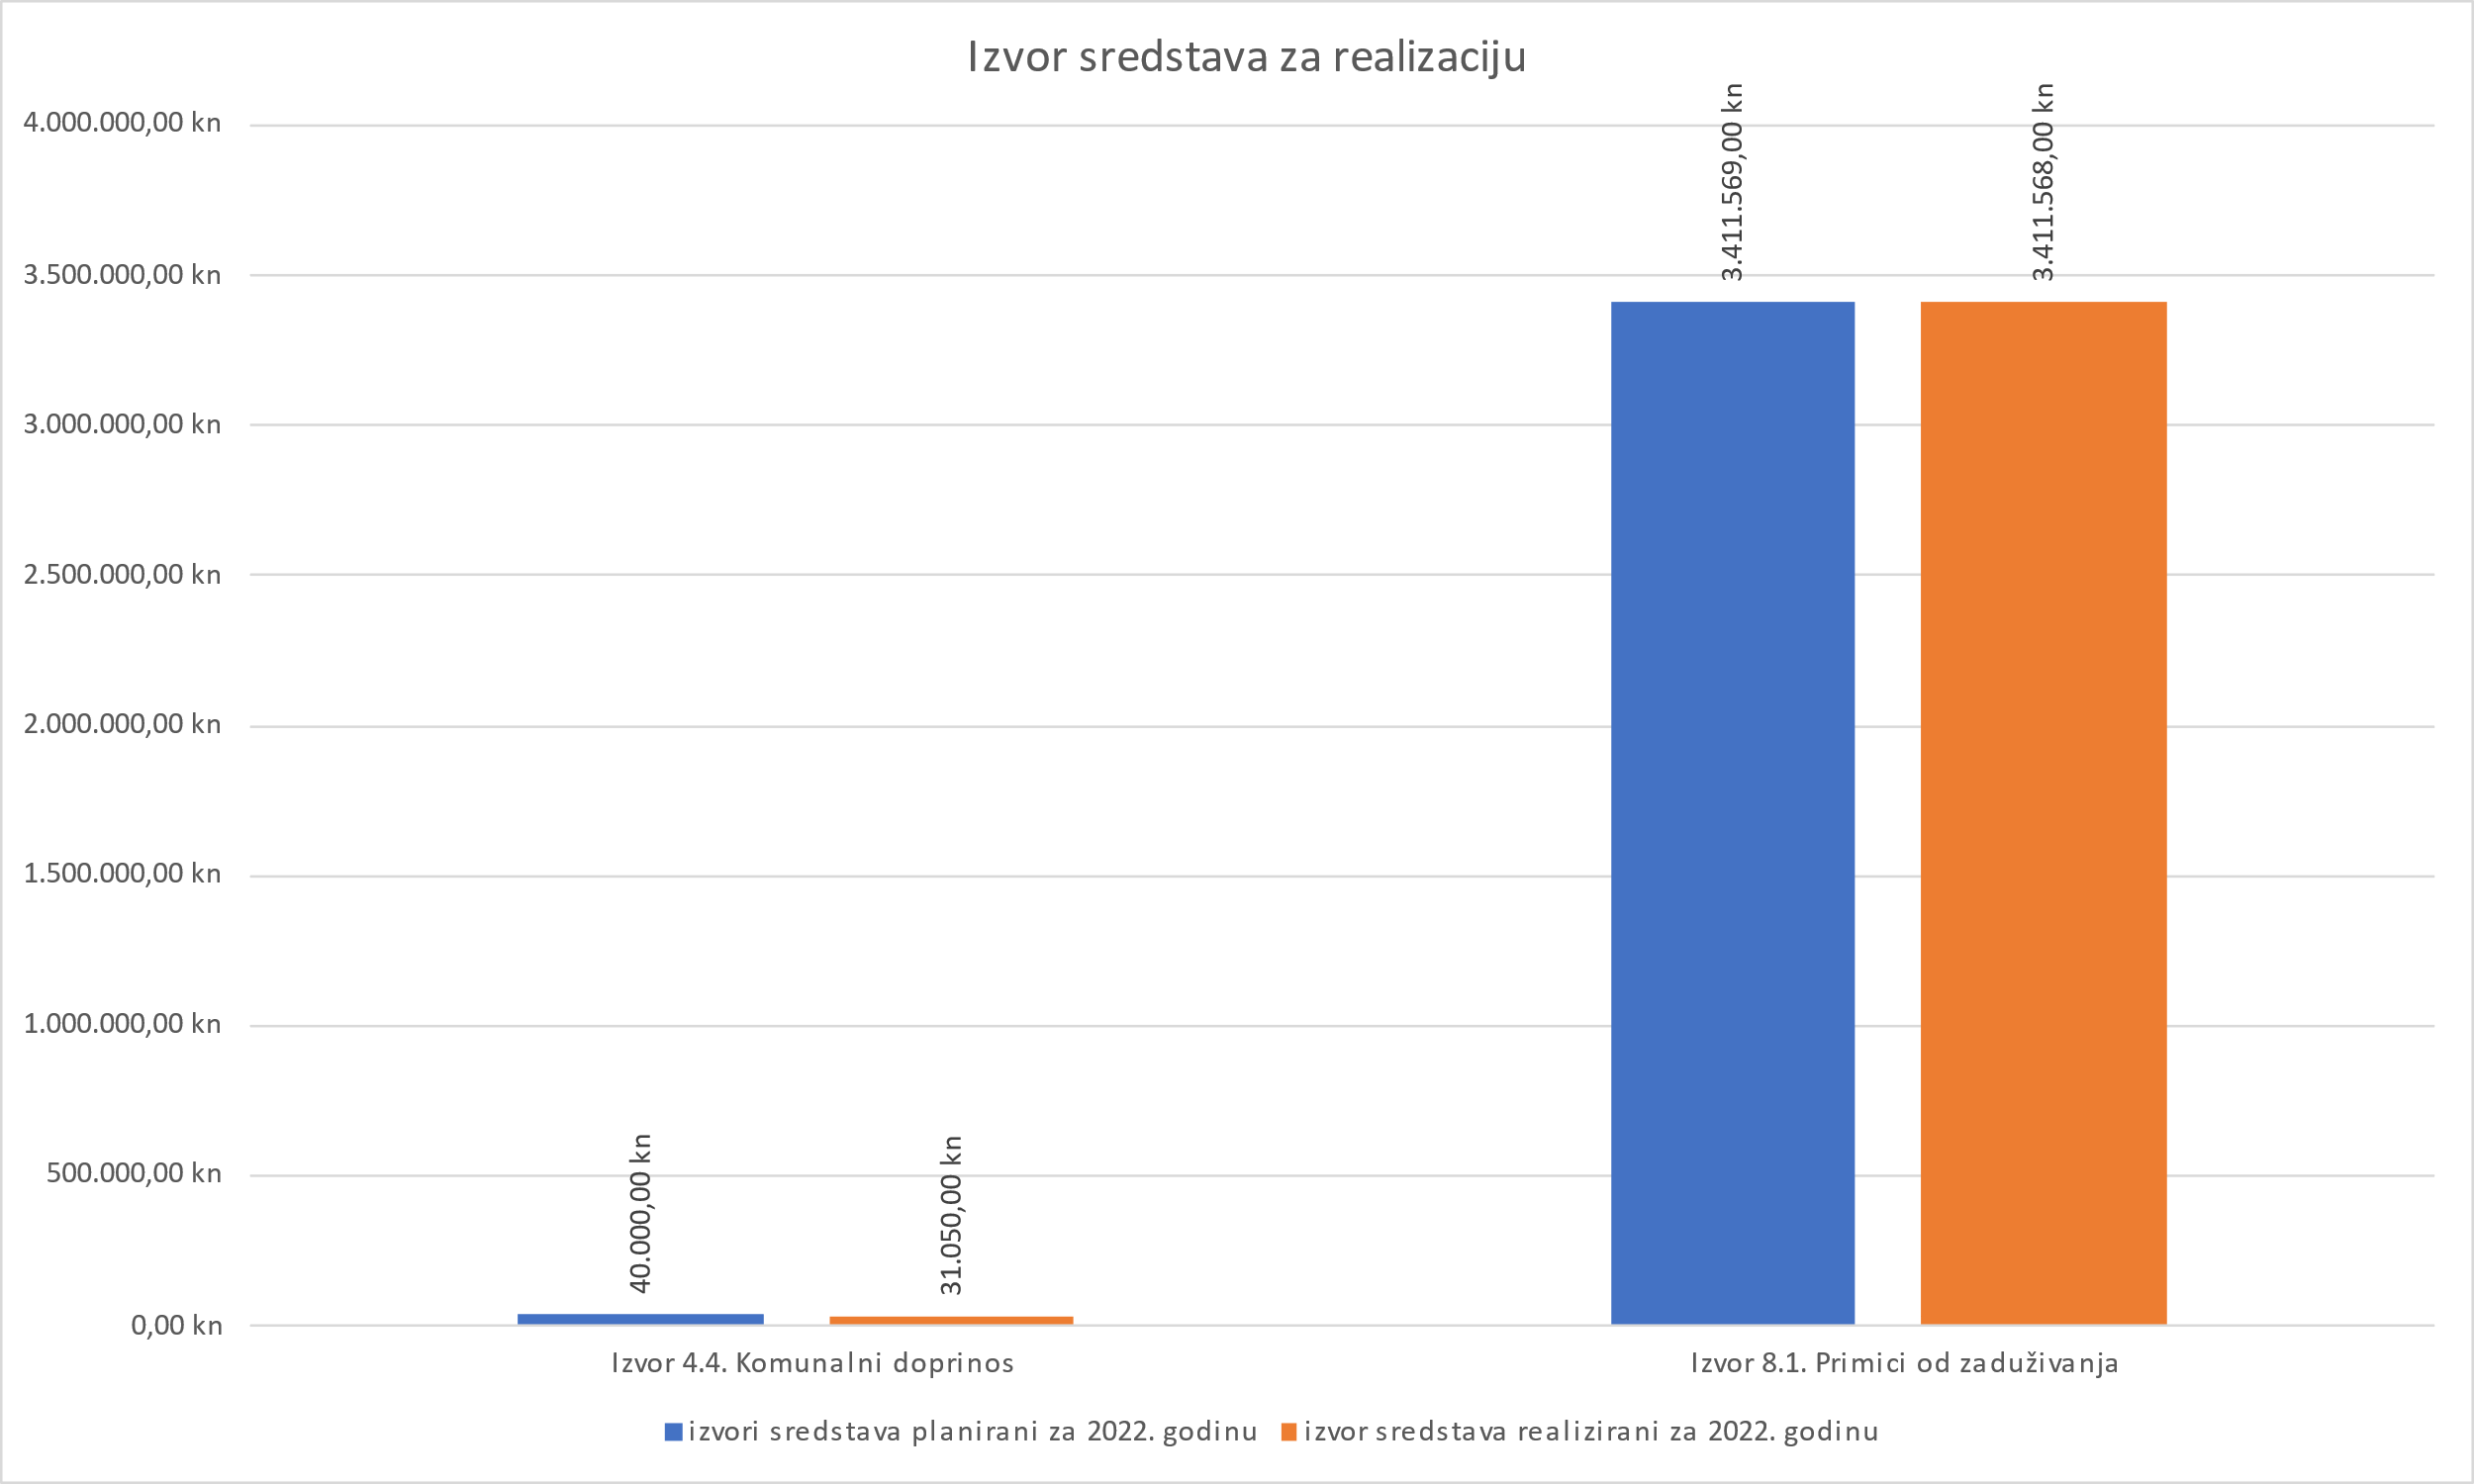 Izvor sredstava za realizaciju
4.000.000,00 kn
3.500.000,00 kn
3.000.000,00 kn
2.500.000,00 kn
2.000.000,00 kn
1.500.000,00 kn
1.000.000,00 kn
500.000,00 kn
0,00 kn
40.000,00 kn
31.050,00 kn
3.411.569,00 kn
3.411.568,00 kn
Izvor 4.4. Komunalni doprinos
Izvor 8.1. Primici od zaduživanja
izvori sredstava planirani za 2022. godinu
izvor sredstava realizirani za 2022. godinu